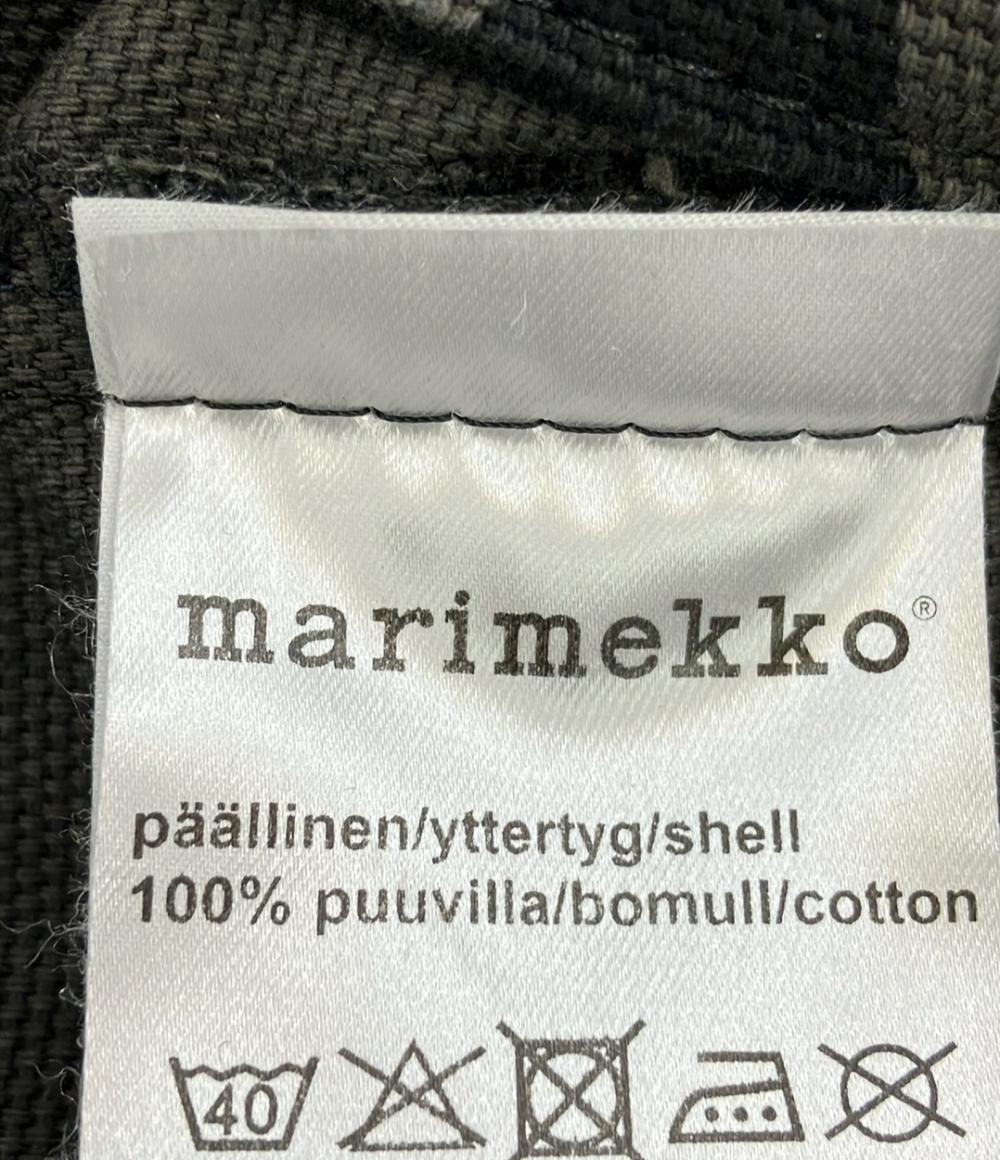 marimekko®
päällinen/yttertyg/shell
100% puuvilla/bomull/cotton
40